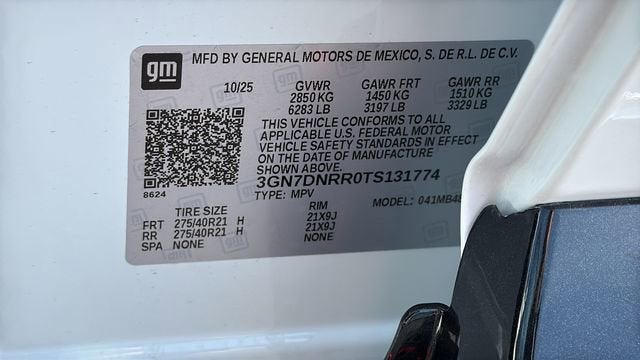 gm
MFD BY GENERAL MOTORS DE MEXICO, S. DE R.L. DE C.V.
10/25 GVWR GAWR FRT GAWR RR
2850 KG 1450 KG 1510 KG
6283 LB 3197 LB 3329 LB
THIS VEHICLE CONFORMS TO ALL
APPLICABLE U.S. FEDERAL MOTOR
VEHICLE SAFETY STANDARDS IN EFFECT
ON THE DATE OF MANUFACTURE
SHOWN ABOVE.
3GN7DNRR0TS131774
8624
TYPE: MPV MODEL: 041MB48
TIRE SIZE RIM
FRT 275/40R21 H 21X9J
RR 275/40R21 H 21X9J
SPA NONE NONE